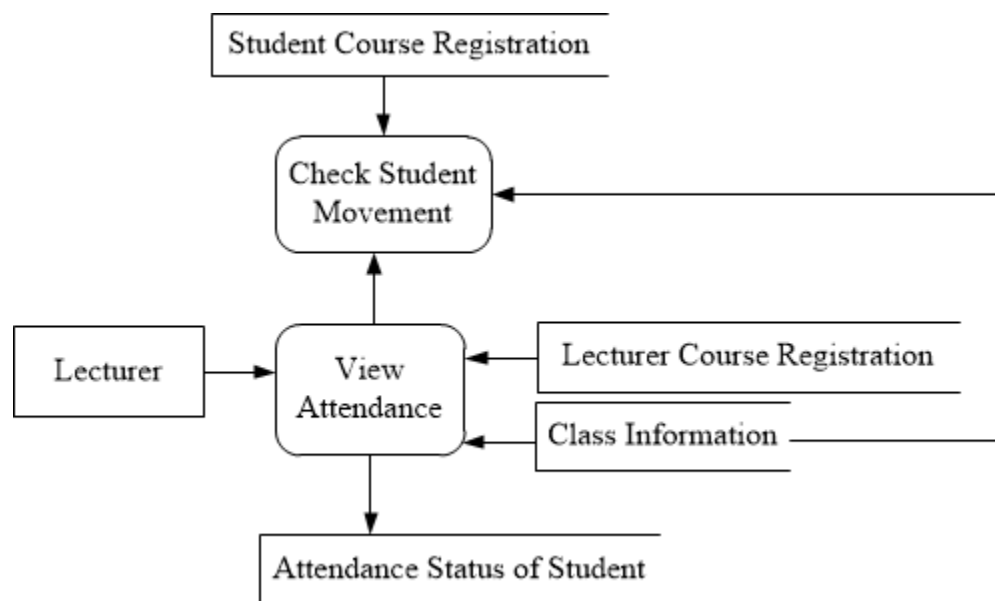 Student Course Registration
Check Student
Movement
Lecturer
View
Attendance
Lecturer Course Registration
Class Information
Attendance Status of Student